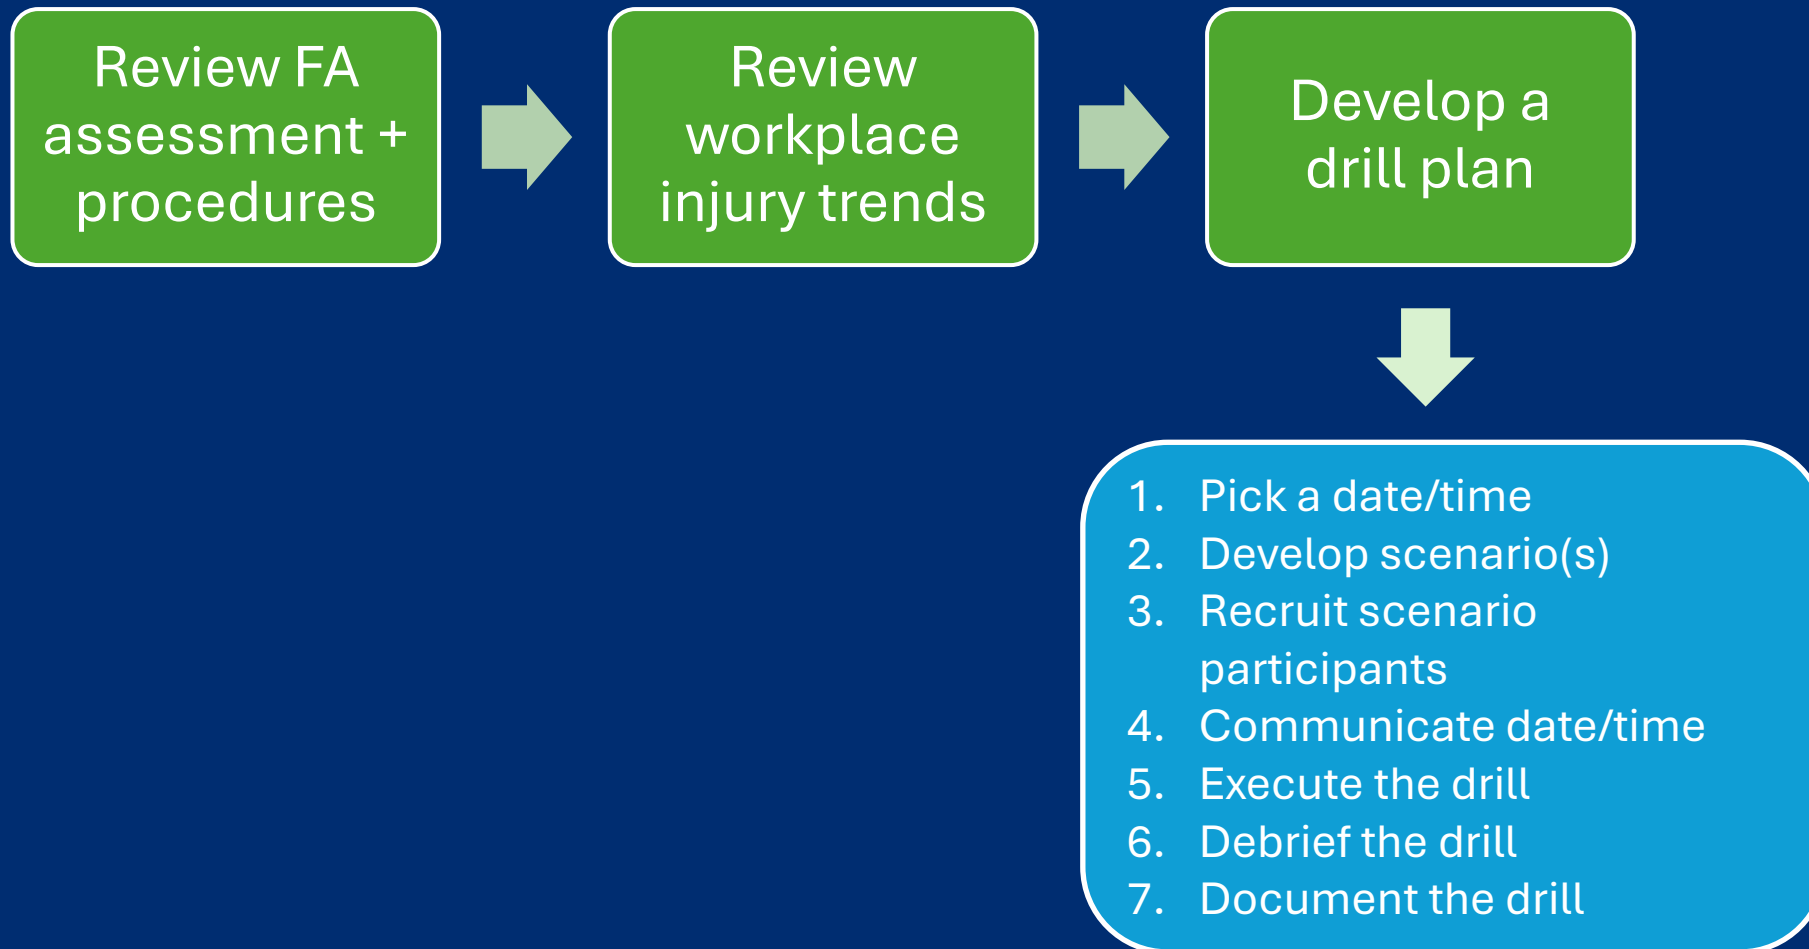 Review FA
assessment +
procedures
Review
workplace
injury trends
Develop a
drill plan
1. Pick a date/time
2. Develop scenario(s)
3. Recruit scenario
participants
4. Communicate date/time
5. Execute the drill
6. Debrief the drill
7. Document the drill